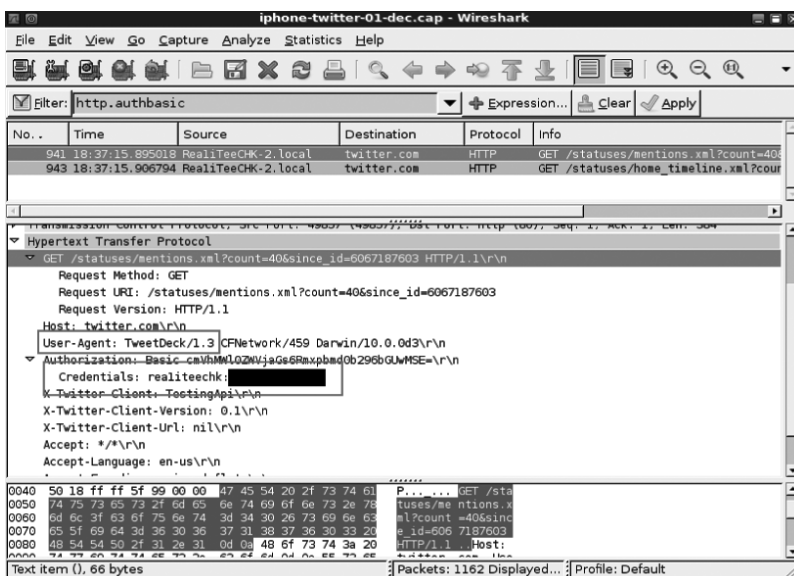 iphone-twitter-01-dec.cap - Wireshark
File Edit View Go Capture Analyze Statistics Help
Filter: http.authbasic Expression... Clear Apply
No. . Time Source Destination Protocol Info
941 18:37:15.895018 RealiTeeCHK-2.local twitter.com HTTP GET /statuses/mentions.xml?count=40&
943 18:37:15.906794 RealiTeeCHK-2.local twitter.com HTTP GET /statuses/home_timeline.xml?cour
Hypertext Transfer Protocol
GET /statuses/mentions.xml?count=40&since_id=6067187603 HTTP/1.1\r\n
Request Method: GET
Request URI: /statuses/mentions.xml?count=40&since_id=6067187603
Request Version: HTTP/1.1
Host: twitter.com\r\n
User-Agent: TweetDeck/1.3 CFNetwork/459 Darwin/10.0.0d3\r\n
Authorization: Basic
Credentials: realiteechk:
X-Twitter-Client: TestingApi\r\n
X-Twitter-Client-Version: 0.1\r\n
X-Twitter-Client-Url: nil\r\n
Accept: */*\r\n
Accept-Language: en-us\r\n
0040 50 18 ff ff 5f 99 00 00 47 45 54 20 2f 73 74 61 P..._... GET /sta
0050 74 75 73 65 73 2f 6d 65 6e 74 69 6f 6e 73 2e 78 tuses/me ntions.x
0060 6d 6c 3f 63 6f 75 6e 74 3d 34 30 26 73 69 6e 63 ml?count =40&sinc
0070 65 5f 69 64 3d 36 30 36 37 31 38 37 36 30 33 20 e_id=606 7187603
0080 48 54 54 50 2f 31 2e 31 0d 0a 48 6f 73 74 3a 20 HTTP/1.1 ..Host:
Text item (), 66 bytes Packets: 1162 Displayed... Profile: Default